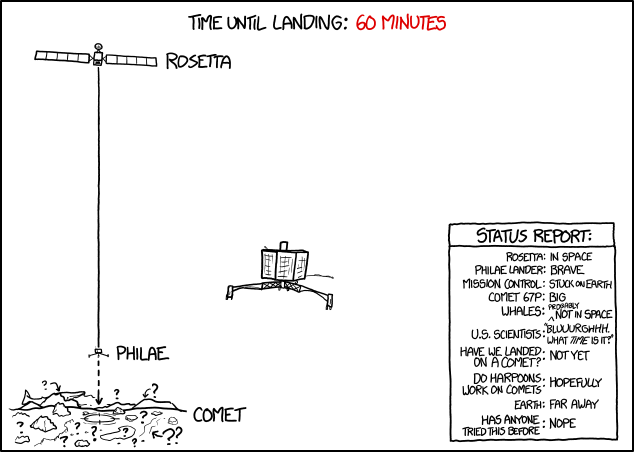 TIME UNTIL LANDING: 60 MINUTES
ROSETTA
PHILAE
COMET
? ? ? ? ? ? ? ? ? ? ??
STATUS REPORT:
ROSETTA: IN SPACE
PHILAE LANDER: BRAVE
MISSION CONTROL: STUCK ON EARTH
COMET 67P: BIG
PROBABLY
WHALES: ^ NOT IN SPACE
U.S. SCIENTISTS: "BLUUURGHHH.
WHAT TIME IS IT?"
HAVE WE LANDED
ON A COMET?: NOT YET
DO HARPOONS
WORK ON COMETS: HOPEFULLY
EARTH: FAR AWAY
HAS ANYONE
TRIED THIS BEFORE: NOPE